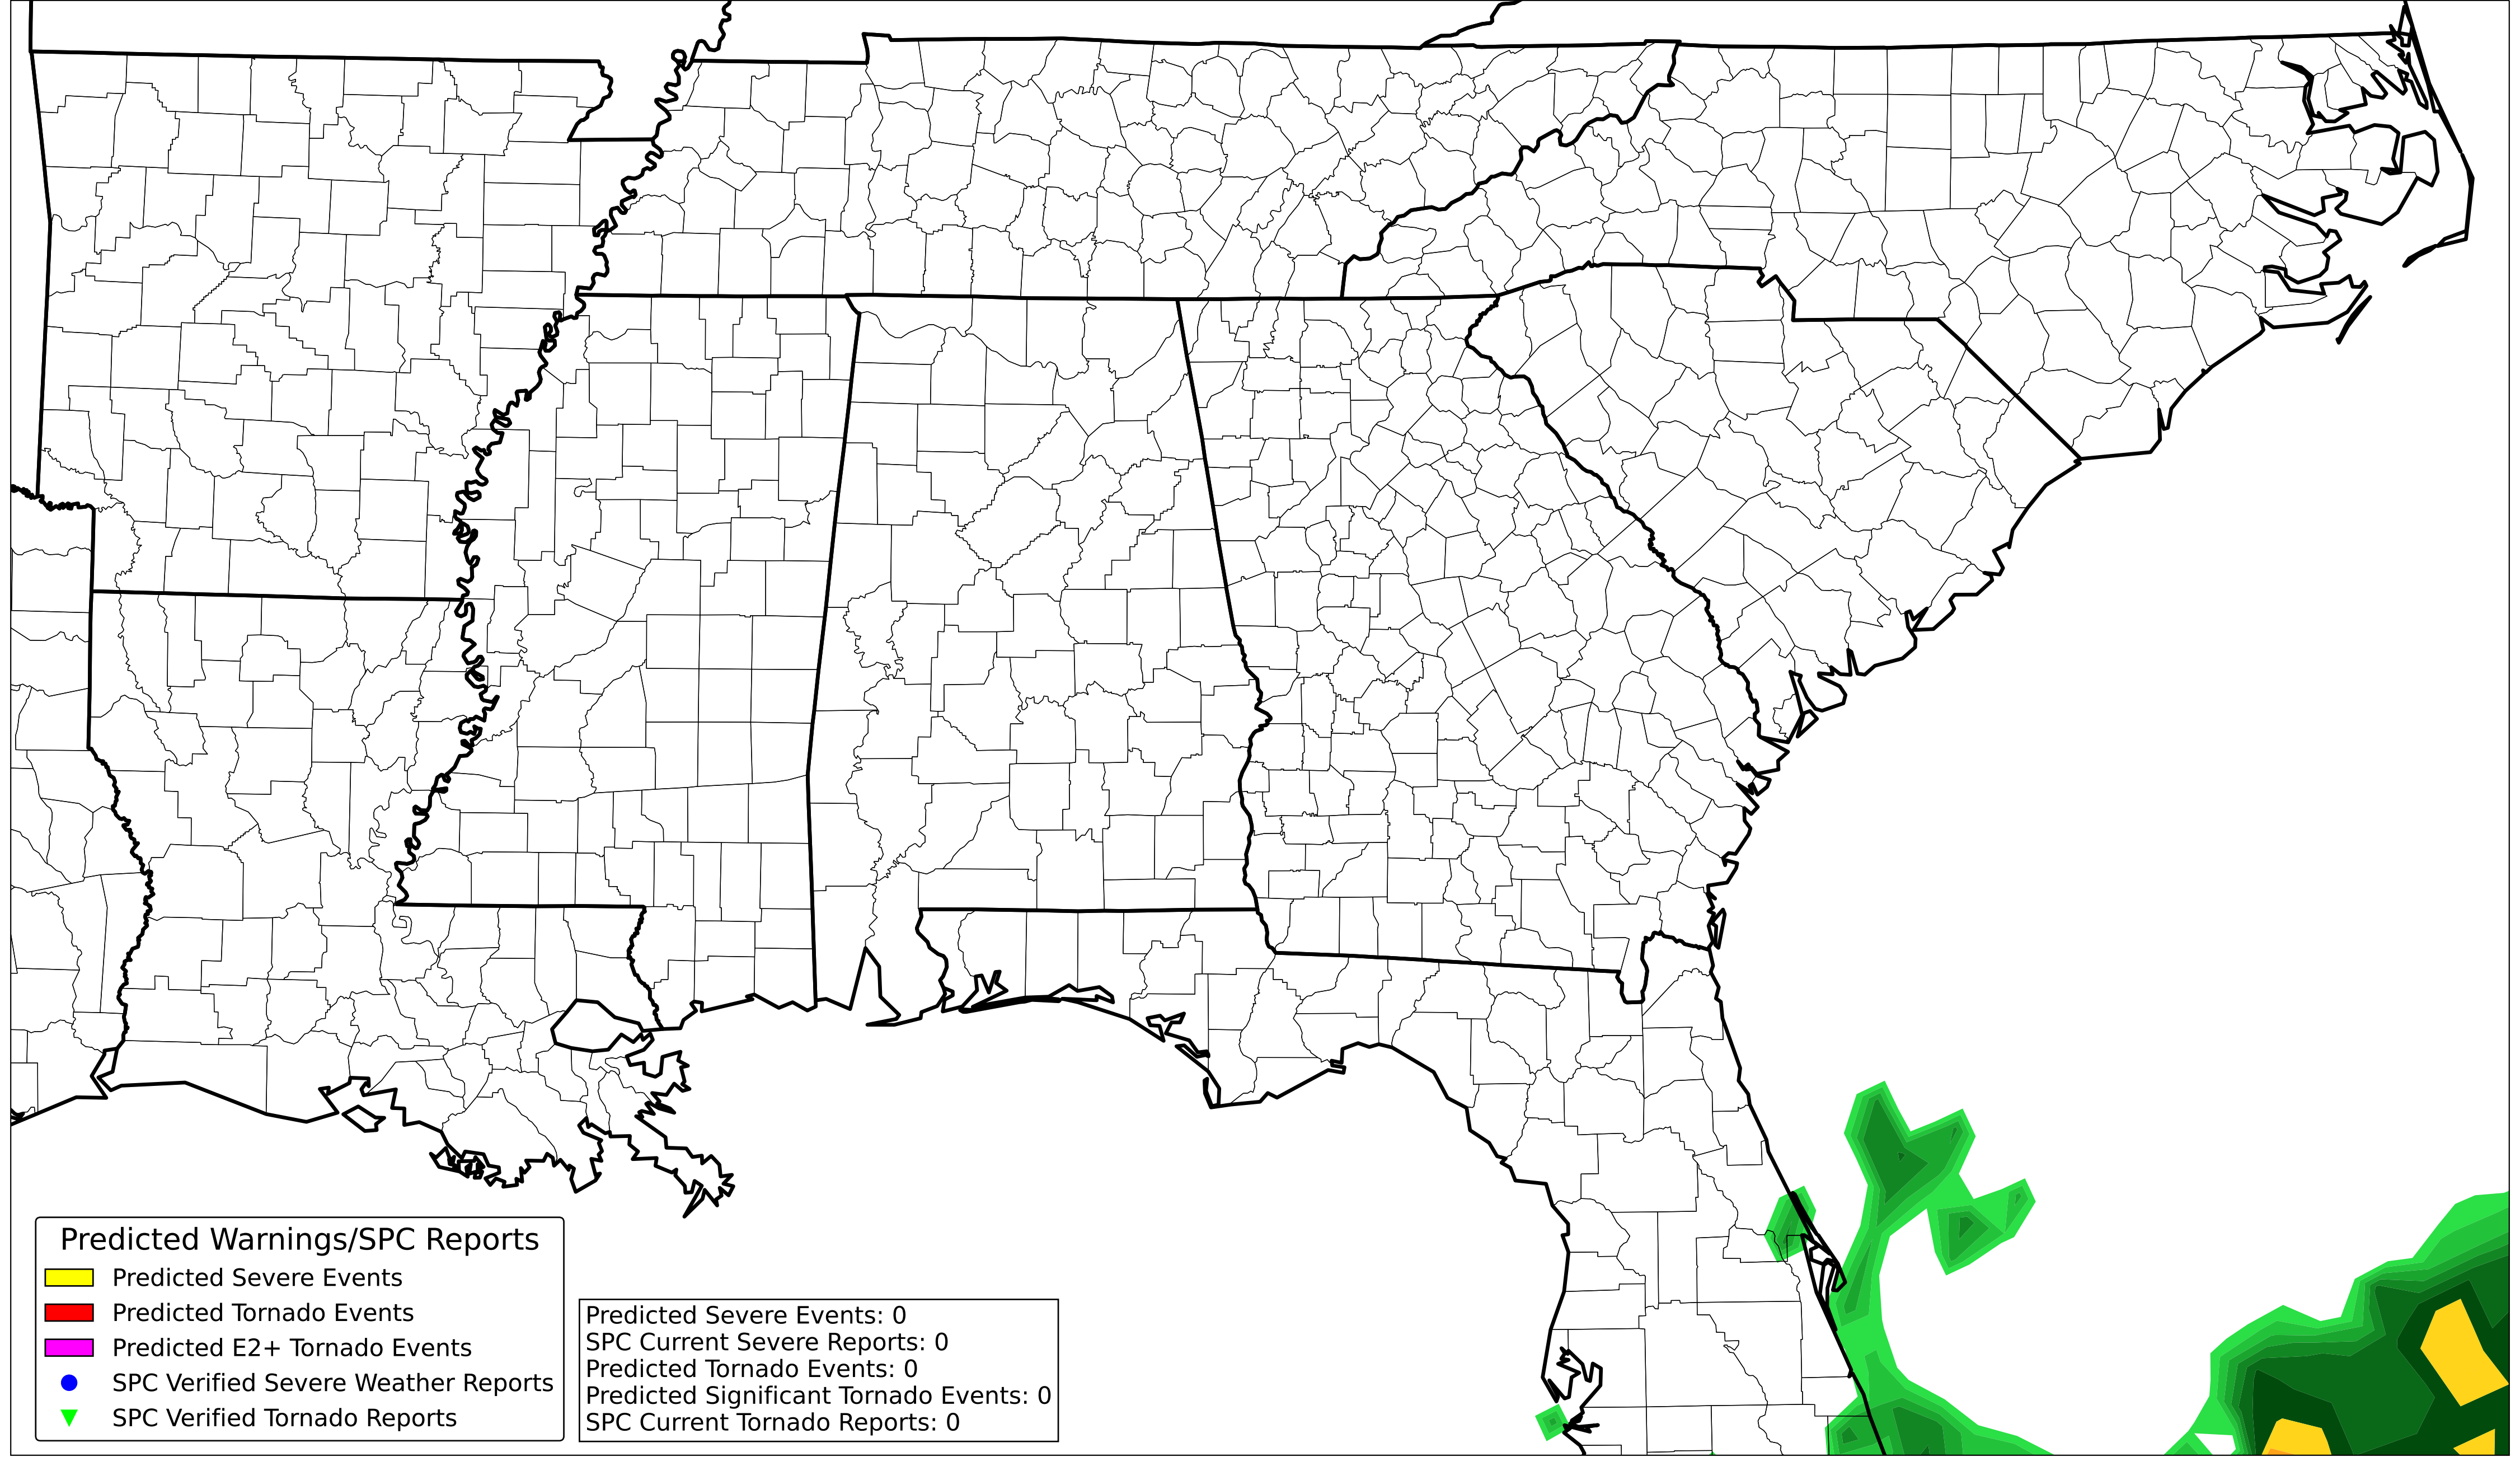 Predicted Warnings/SPC Reports
Predicted Severe Events
Predicted Tornado Events
Predicted E2+ Tornado Events
SPC Verified Severe Weather Reports
SPC Verified Tornado Reports
Predicted Severe Events: 0
SPC Current Severe Reports: 0
Predicted Tornado Events: 0
Predicted Significant Tornado Events: 0
SPC Current Tornado Reports: 0